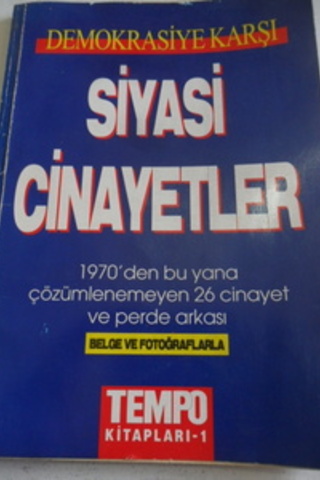 DEMOKRASİYE KARŞI
SİYASİ
CİNAYETLER
1970'den bu yana
çözümlenemeyen 26 cinayet
ve perde arkası
BELGE VE FOTOĞRAFLARLA
TEMPO
KİTAPLARI-1